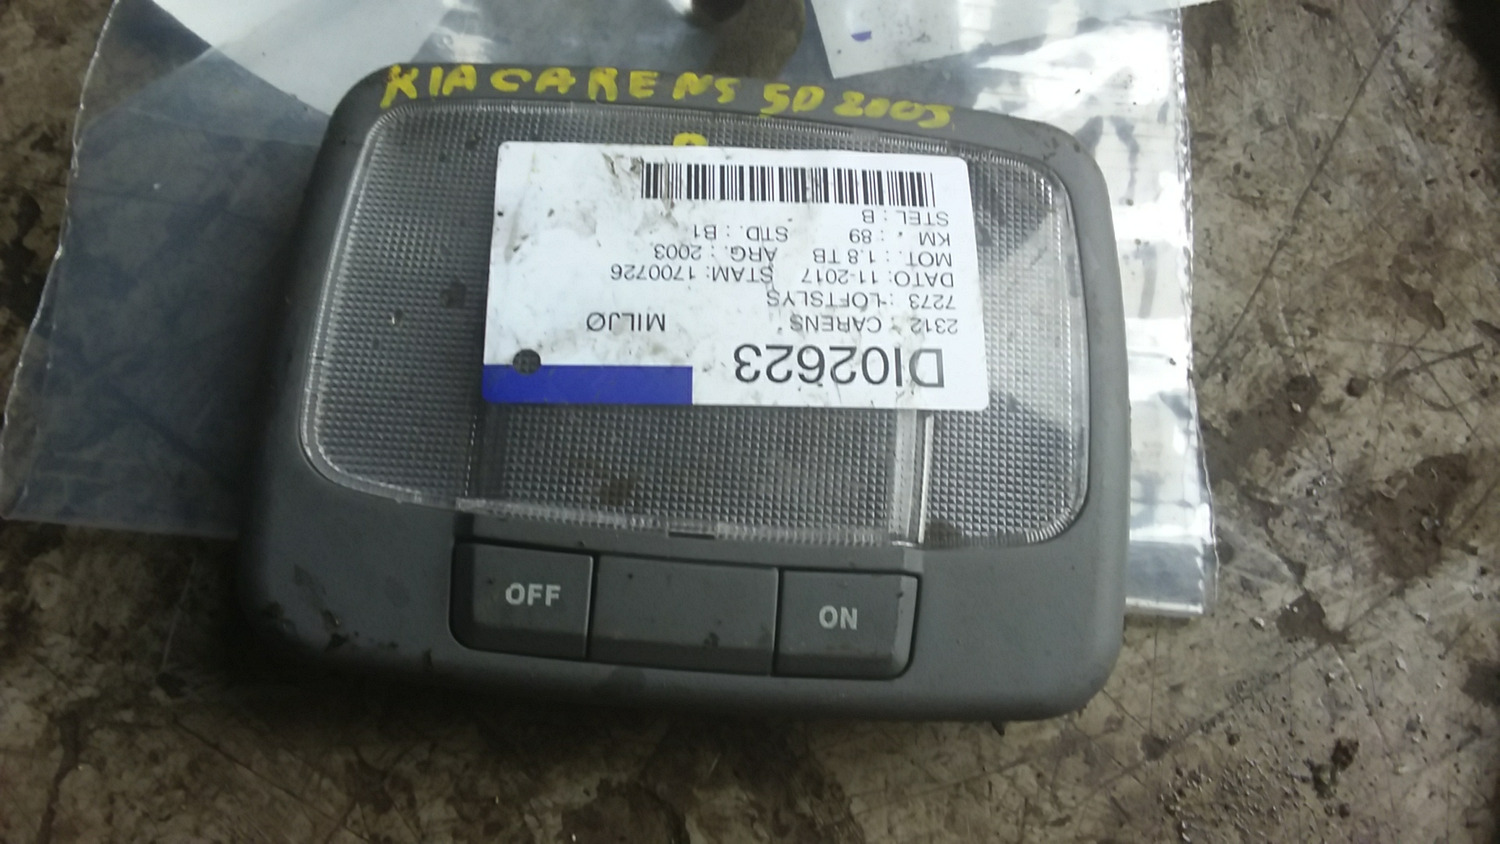 KIA CARENS 5D 2003
DI02623
2312 : CARENS MILJØ
7273 : LOFTSLYS
DATO: 11-2017 STAM: 1700726
MOT. : 1.8 TB ARG. : 2003
KM . : 89 STD. : B1
STEL : B
OFF
ON